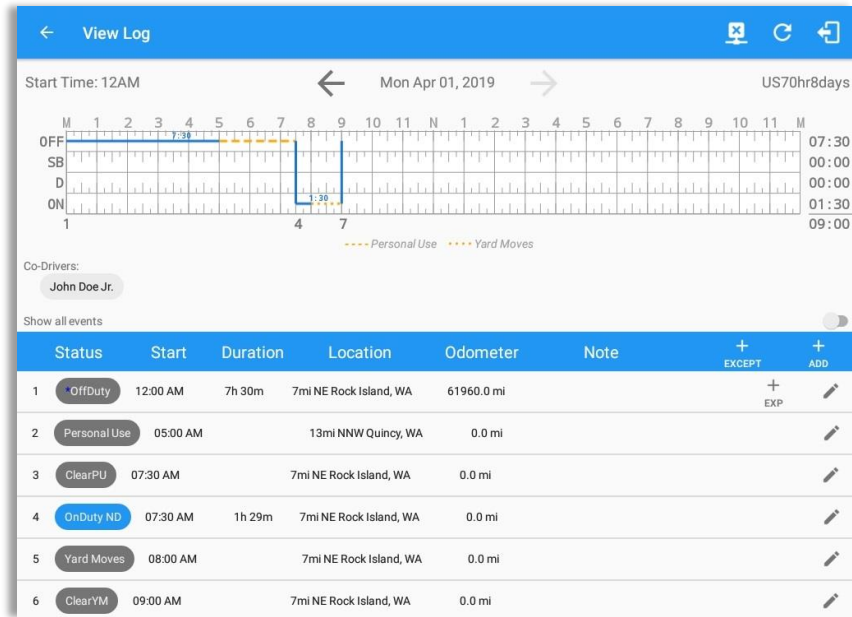 View Log
Start Time: 12AM Mon Apr 01, 2019 US70hr8days
M 1 2 3 4 5 6 7 8 9 10 11 N 1 2 3 4 5 6 7 8 9 10 11 M
OFF 7:30 07:30
SB 00:00
D 00:00
ON 1:30 01:30
1 4 7 09:00
Personal Use Yard Moves
Co-Drivers:
John Doe Jr.
Show all events
Status Start Duration Location Odometer Note + EXCEPT + ADD
1 *OffDuty 12:00 AM 7h 30m 7mi NE Rock Island, WA 61960.0 mi + EXP
2 Personal Use 05:00 AM 13mi NNW Quincy, WA 0.0 mi
3 ClearPU 07:30 AM 7mi NE Rock Island, WA 0.0 mi
4 OnDuty ND 07:30 AM 1h 29m 7mi NE Rock Island, WA 0.0 mi
5 Yard Moves 08:00 AM 7mi NE Rock Island, WA 0.0 mi
6 ClearYM 09:00 AM 7mi NE Rock Island, WA 0.0 mi